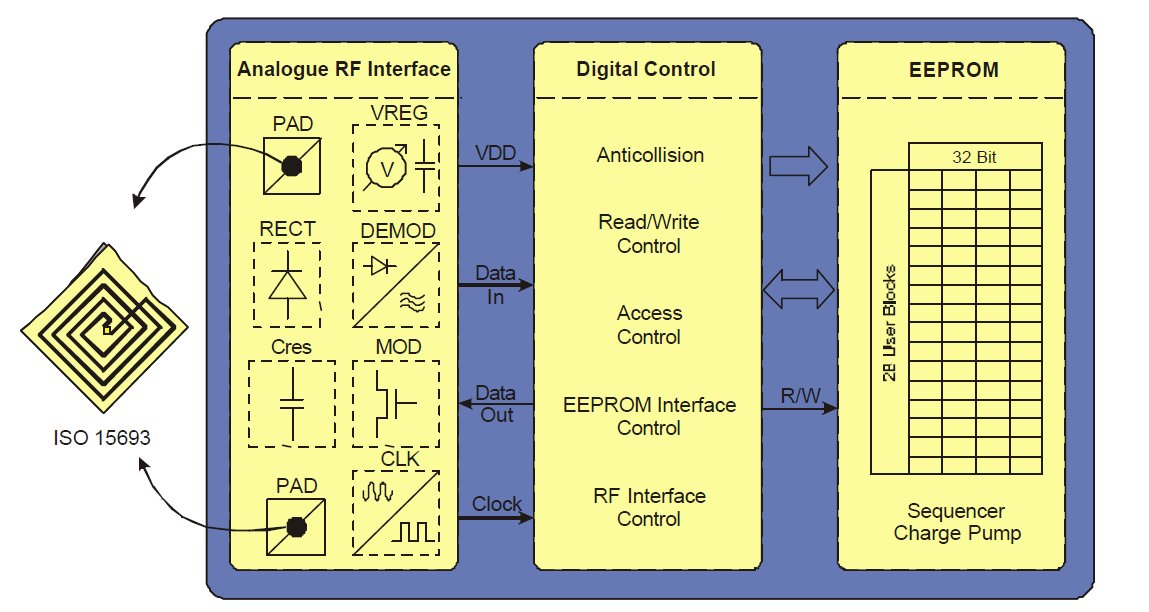 Analogue RF Interface
PAD
VREG
V
RECT
DEMOD
Cres
MOD
PAD
CLK
ISO 15693
VDD
Data
In
Data
Out
Clock
Digital Control
Anticollision
Read/Write
Control
Access
Control
EEPROM Interface
Control
RF Interface
Control
R/W
EEPROM
32 Bit
28 User Blocks
Sequencer
Charge Pump